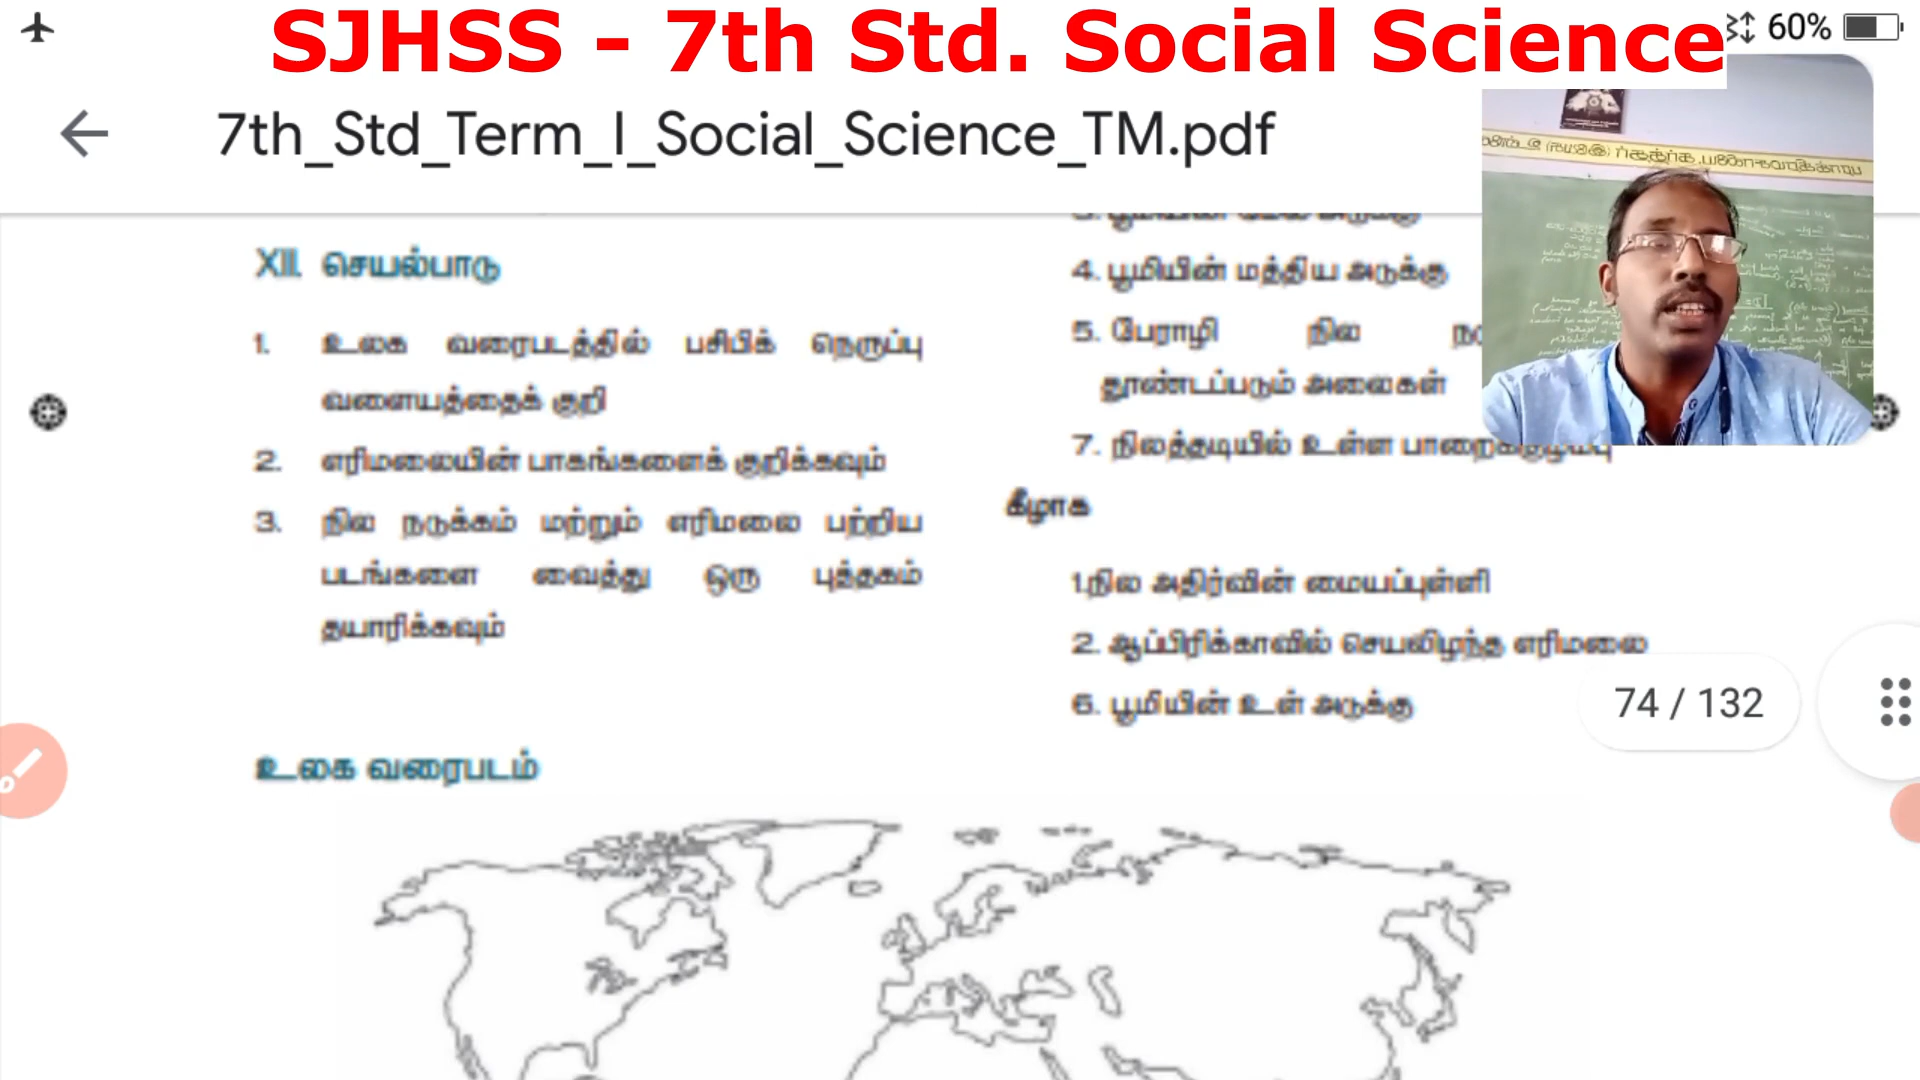 SJHSS - 7th Std. Social Science
60%
7th_Std_Term_I_Social_Science_TM.pdf
XII. செயல்பாடு
1. உலக வரைபடத்தில் பசிபிக் நெருப்பு
வளையத்தைக் குறி
2. எரிமலையின் பாகங்களைக் குறிக்கவும்
3. நில நடுக்கம் மற்றும் எரிமலை பற்றிய
படங்களை வைத்து ஒரு புத்தகம்
தயாரிக்கவும்
4. பூமியின் மத்திய அடுக்கு
5. பேராழி நில
தூண்டப்படும் அலைகள்
7. நிலத்தடியில் உள்ள பாறைக்குழம்பு
கீழாக
1.நில அதிர்வின் மையப்புள்ளி
2. ஆப்பிரிக்காவில் செயலிழந்த எரிமலை
6. பூமியின் உள் அடுக்கு
74 / 132
உலக வரைபடம்